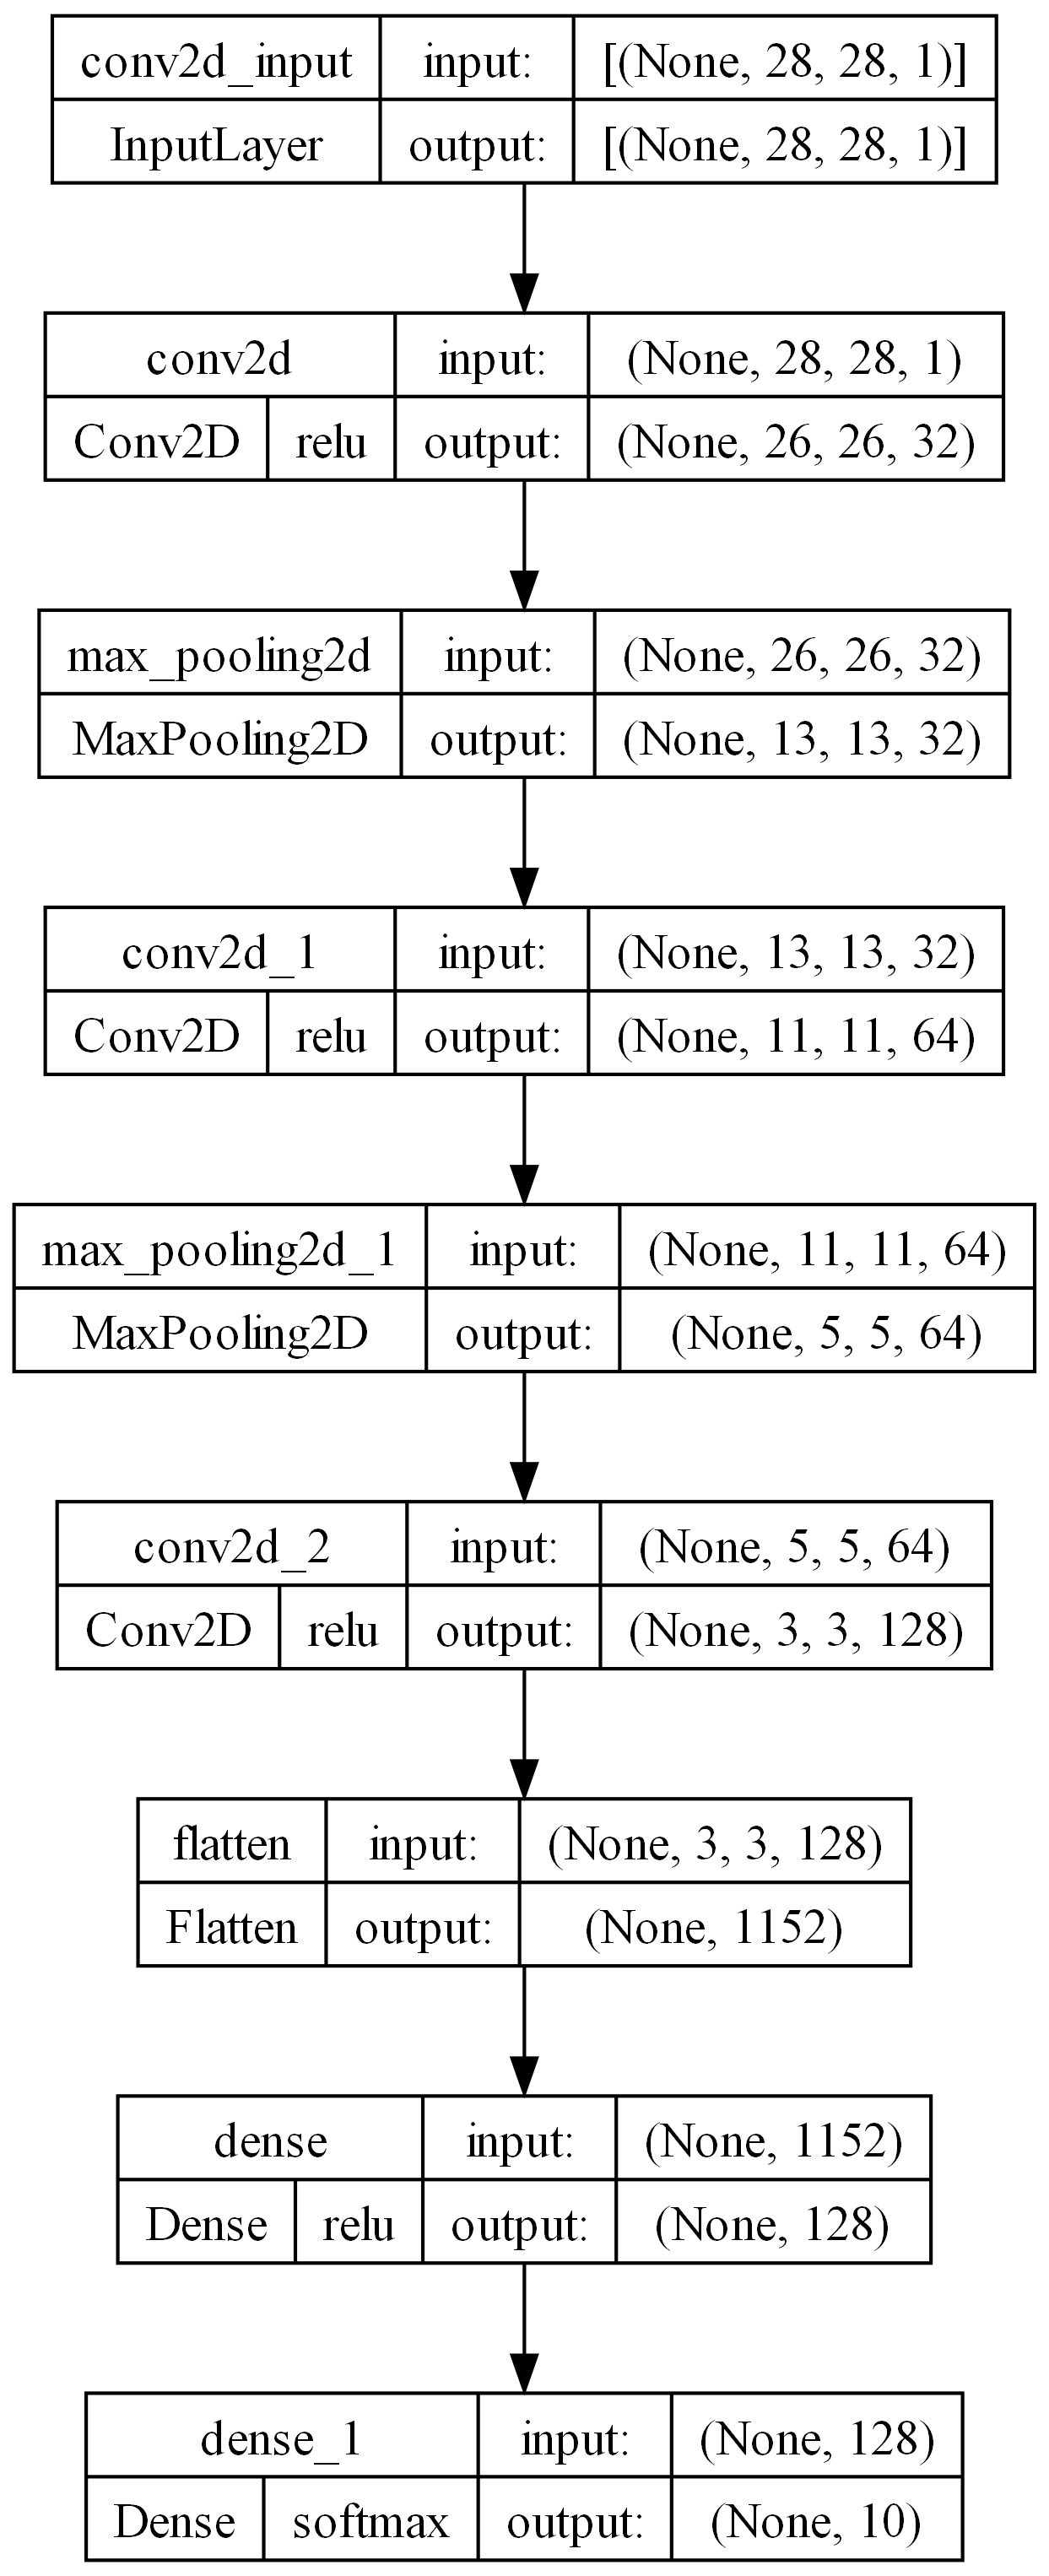 conv2d_input input: [(None, 28, 28, 1)]
InputLayer output: [(None, 28, 28, 1)]
conv2d input: (None, 28, 28, 1)
Conv2D relu output: (None, 26, 26, 32)
max_pooling2d input: (None, 26, 26, 32)
MaxPooling2D output: (None, 13, 13, 32)
conv2d_1 input: (None, 13, 13, 32)
Conv2D relu output: (None, 11, 11, 64)
max_pooling2d_1 input: (None, 11, 11, 64)
MaxPooling2D output: (None, 5, 5, 64)
conv2d_2 input: (None, 5, 5, 64)
Conv2D relu output: (None, 3, 3, 128)
flatten input: (None, 3, 3, 128)
Flatten output: (None, 1152)
dense input: (None, 1152)
Dense relu output: (None, 128)
dense_1 input: (None, 128)
Dense softmax output: (None, 10)